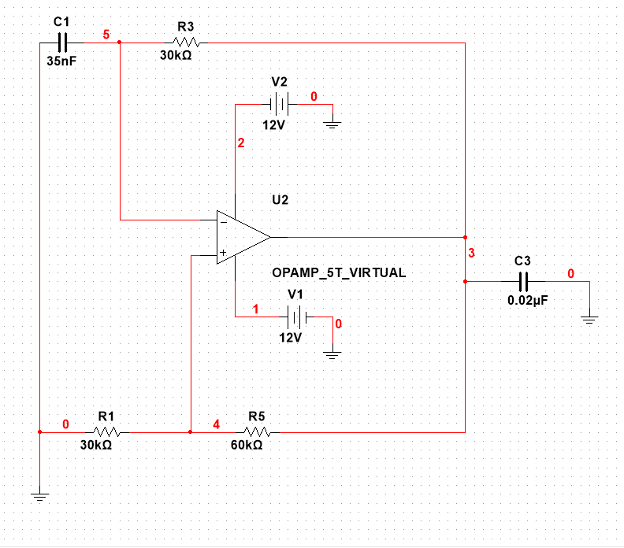 C1
5
R3
35nF
30kΩ
V2
0
12V
2
U2
−
+
3
OPAMP_5T_VIRTUAL
C3
0
0.02µF
V1
1
0
12V
R1
0
30kΩ
4
R5
60kΩ